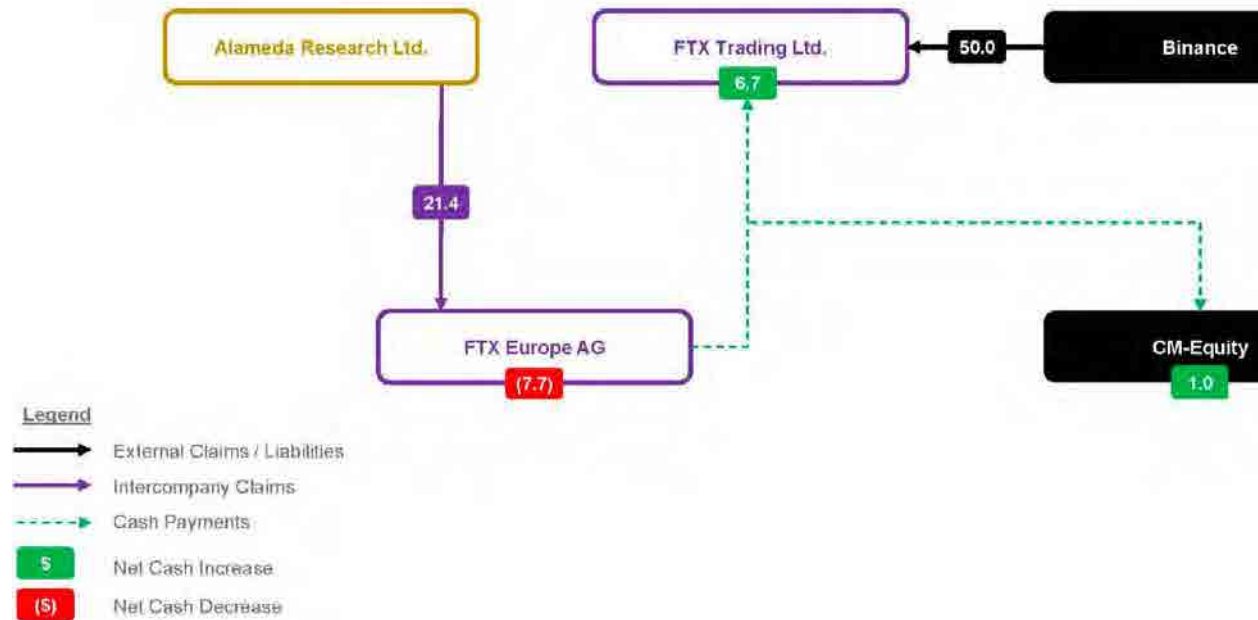 Alameda Research Ltd.
FTX Trading Ltd.
50.0
Binance
6.7
21.4
FTX Europe AG
(7.7)
CM-Equity
1.0
Legend
External Claims / Liabilities
Intercompany Claims
Cash Payments
$ Net Cash Increase
($) Net Cash Decrease